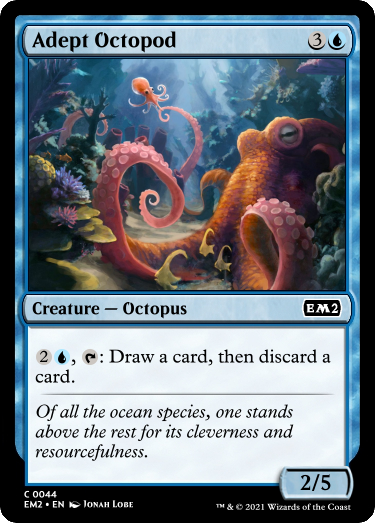 Adept Octopod 3
Creature — Octopus EM2
2, : Draw a card, then discard a
card.
Of all the ocean species, one stands
above the rest for its cleverness and
resourcefulness.
2/5
C 0044
EM2 • EN JONAH LOBE
™ & © 2021 Wizards of the Coast